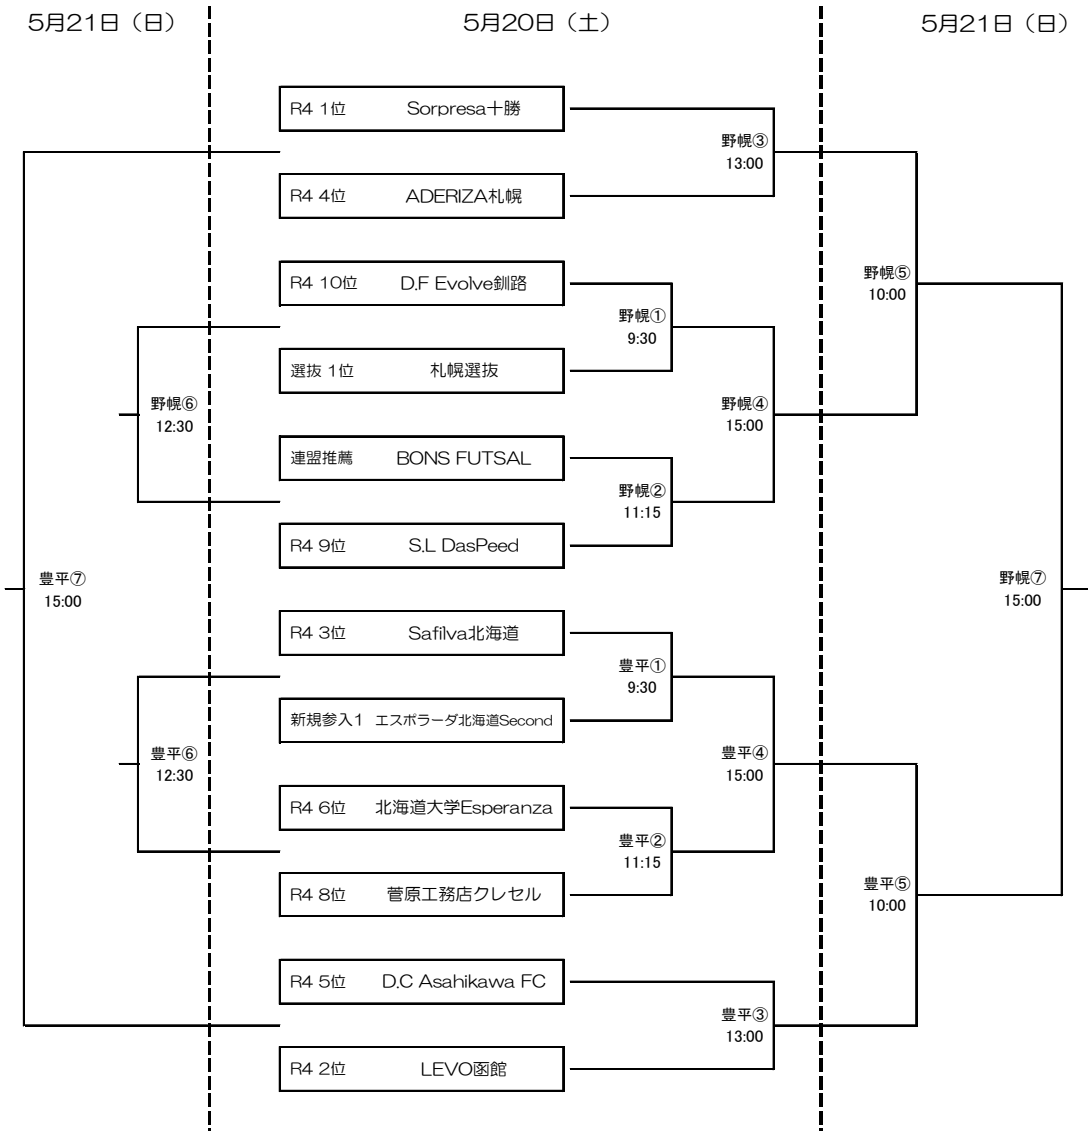 5月21日（日）
5月20日（土）
5月21日（日）
R4 1位 Sorpresa十勝
野幌③
13:00
R4 4位 ADERIZA札幌
R4 10位 D.F Evolve釧路
野幌⑤
10:00
野幌①
9:30
選抜 1位 札幌選抜
野幌⑥
12:30
野幌④
15:00
連盟推薦 BONS FUTSAL
野幌②
11:15
R4 9位 S.L DasPeed
豊平⑦
15:00
野幌⑦
15:00
R4 3位 Safilva北海道
豊平①
9:30
新規参入1 エスポラーダ北海道Second
豊平⑥
12:30
豊平④
15:00
R4 6位 北海道大学Esperanza
豊平②
11:15
R4 8位 菅原工務店クレセル
豊平⑤
10:00
R4 5位 D.C Asahikawa FC
豊平③
13:00
R4 2位 LEVO函館